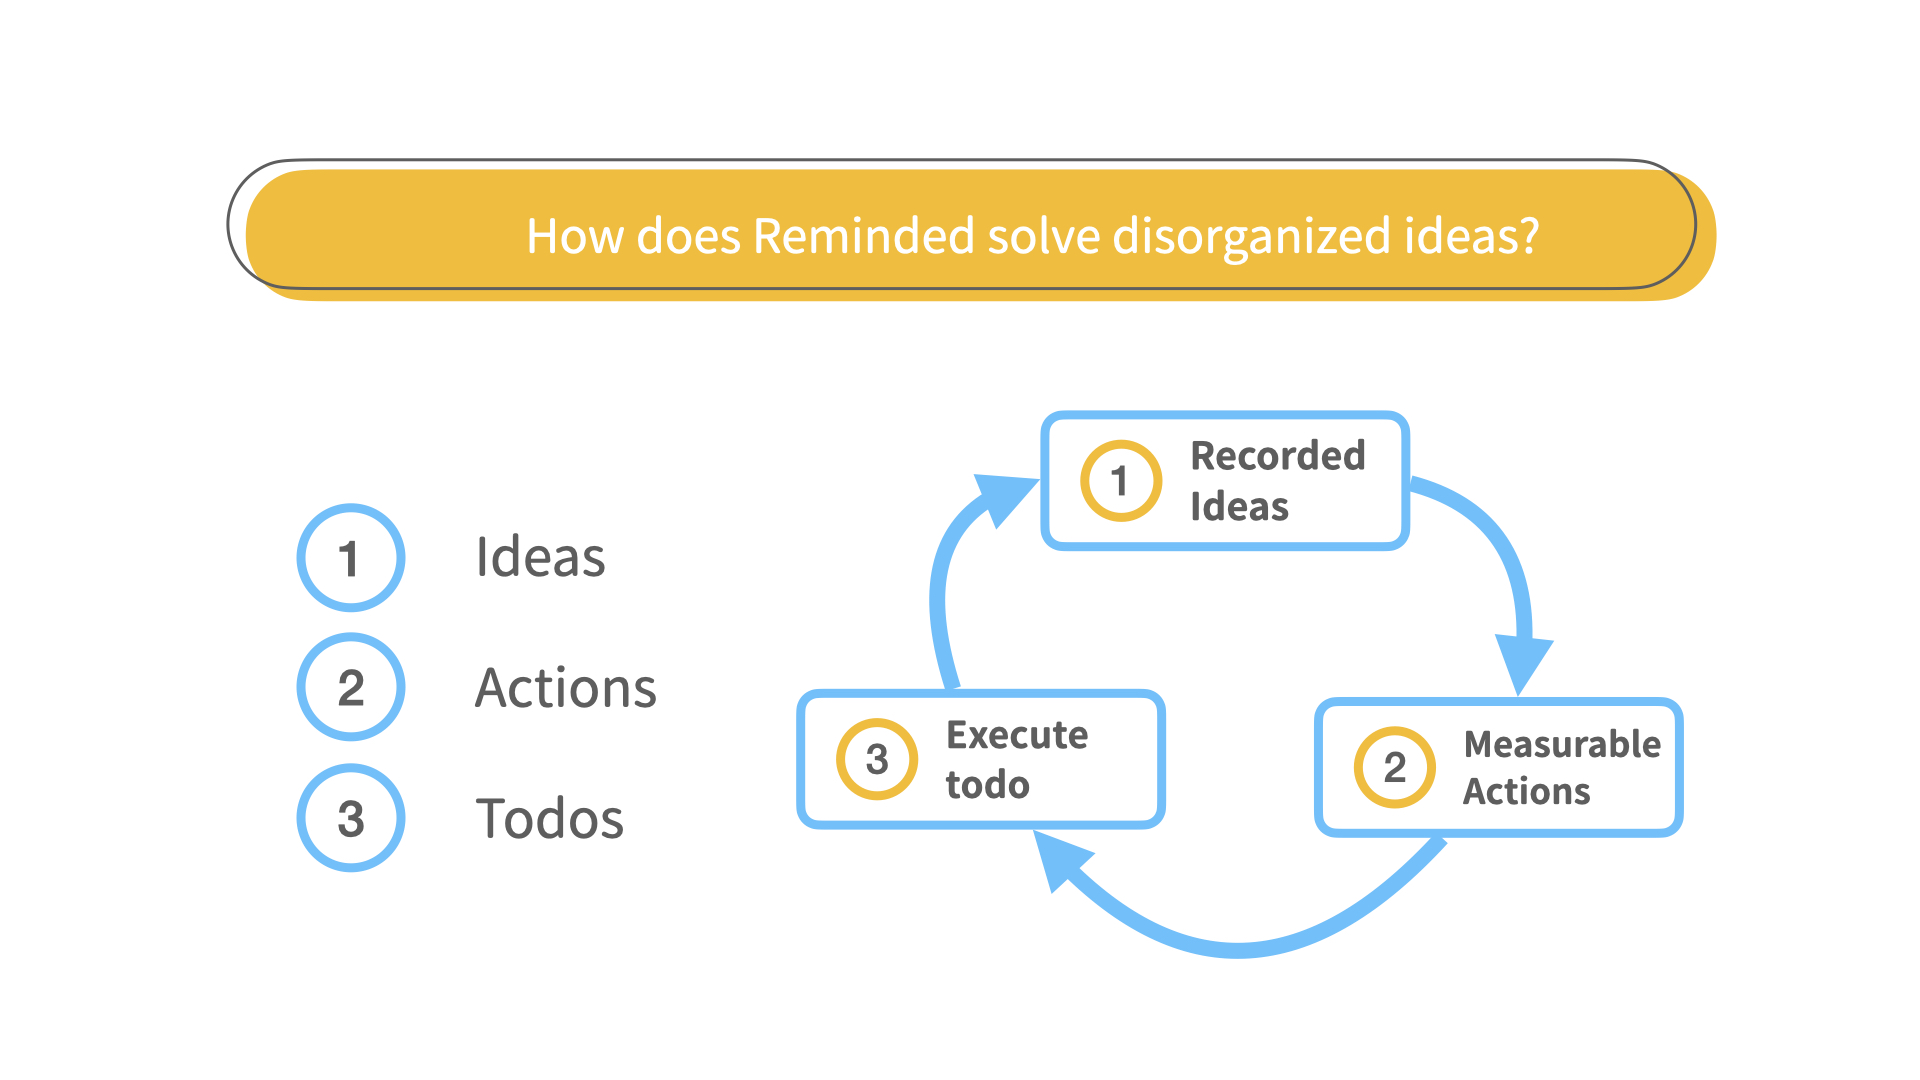 How does Reminded solve disorganized ideas?
1 Ideas
2 Actions
3 Todos
1 Recorded
Ideas
2 Measurable
Actions
3 Execute
todo